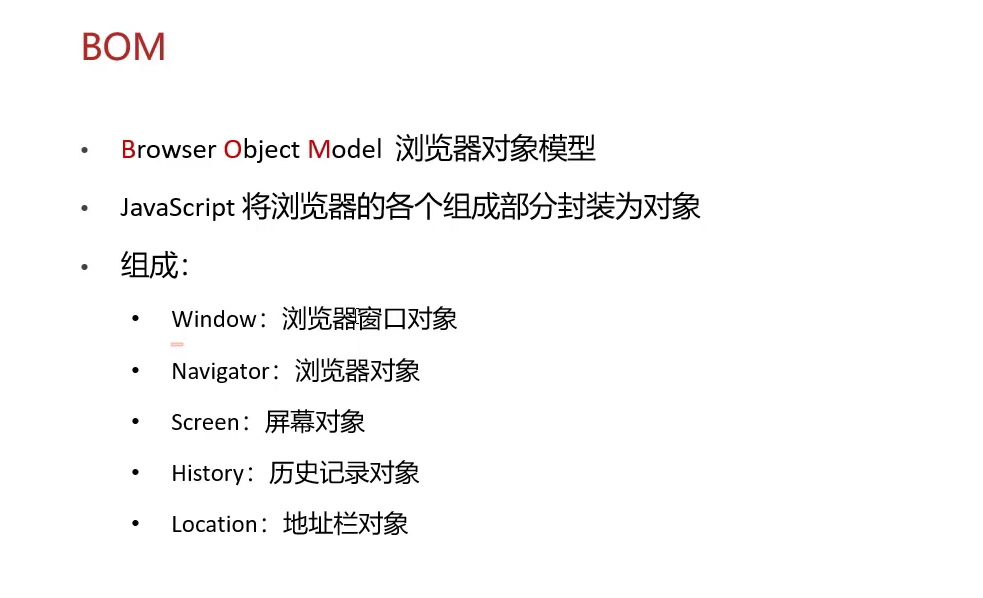 BOM
• Browser Object Model 浏览器对象模型
• JavaScript 将浏览器的各个组成部分封装为对象
• 组成：
• Window：浏览器窗口对象
• Navigator：浏览器对象
• Screen：屏幕对象
• History：历史记录对象
• Location：地址栏对象